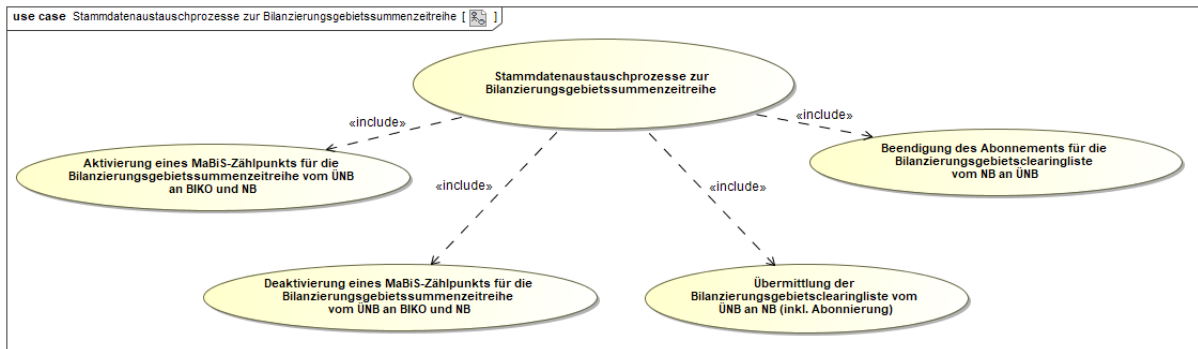 use case Stammdatenaustauschprozesse zur Bilanzierungsgebietssummenzeitreihe [ ]
Stammdatenaustauschprozesse zur
Bilanzierungsgebietssummenzeitreihe
«include»
«include»
«include»
«include»
Aktivierung eines MaBiS-Zählpunkts für die
Bilanzierungsgebietssummenzeitreihe vom ÜNB
an BIKO und NB
Beendigung des Abonnements für die
Bilanzierungsgebietsclearingliste
vom NB an ÜNB
Deaktivierung eines MaBiS-Zählpunkts für die
Bilanzierungsgebietssummenzeitreihe
vom ÜNB an BIKO und NB
Übermittlung der
Bilanzierungsgebietsclearingliste vom
ÜNB an NB (inkl. Abonnierung)